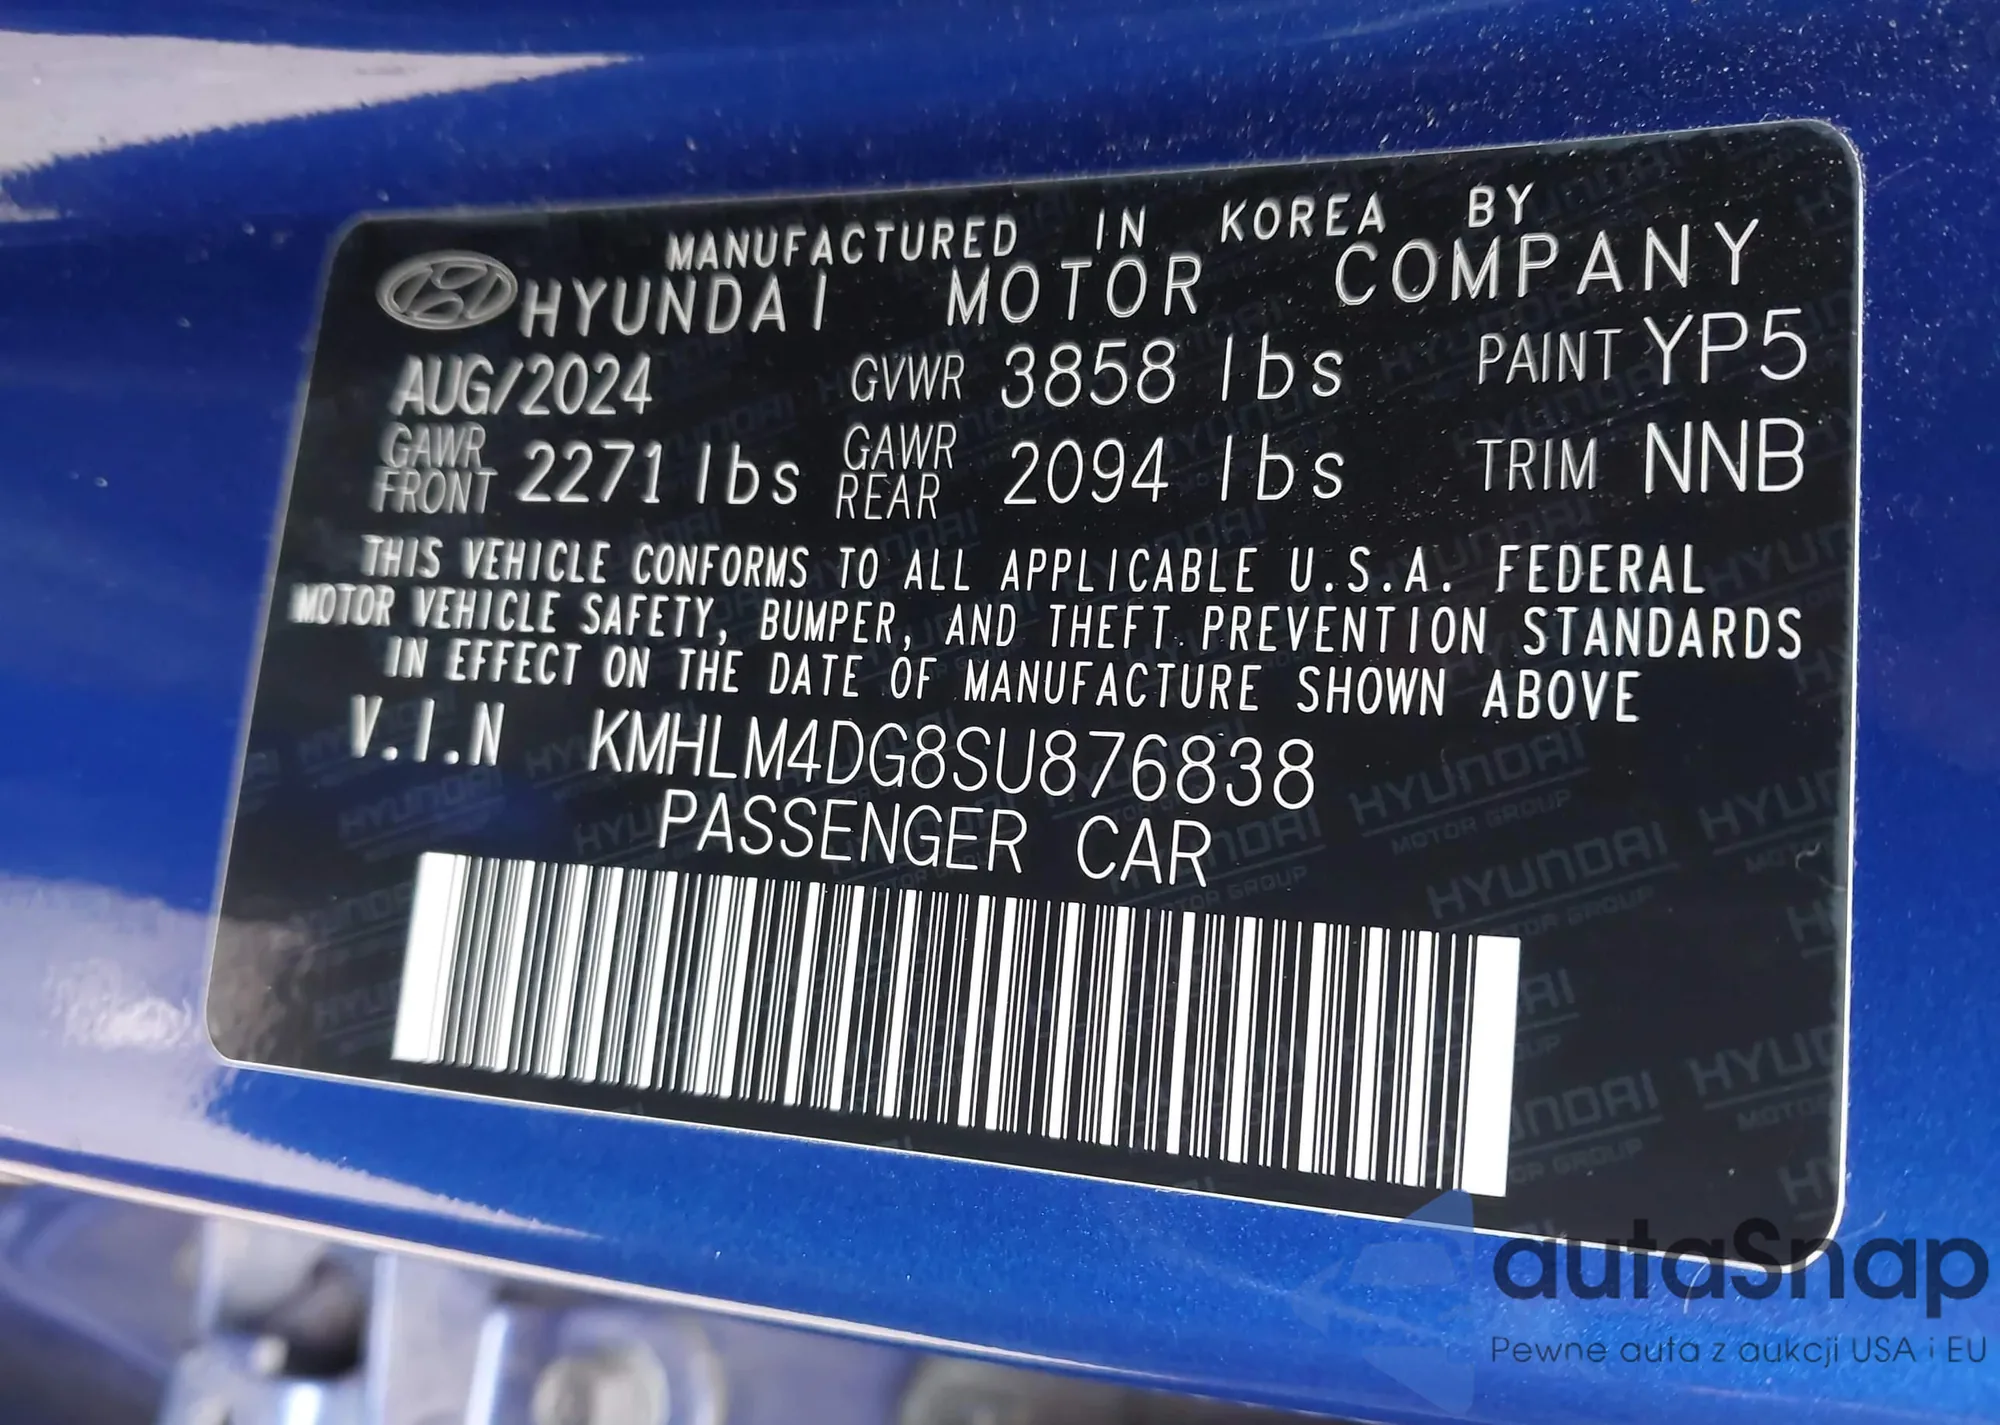 MANUFACTURED IN KOREA BY
HYUNDAI MOTOR COMPANY
AUG/2024 GVWR 3858 lbs PAINT YP5
GAWR FRONT 2271 lbs GAWR REAR 2094 lbs TRIM NNB
THIS VEHICLE CONFORMS TO ALL APPLICABLE U.S.A. FEDERAL
MOTOR VEHICLE SAFETY, BUMPER, AND THEFT PREVENTION STANDARDS
IN EFFECT ON THE DATE OF MANUFACTURE SHOWN ABOVE
V.I.N KMHLM4DG8SU876838
PASSENGER CAR
HYUNDAI
MOTOR GROUP
autaSnap
Pewne auta z aukcji USA i EU